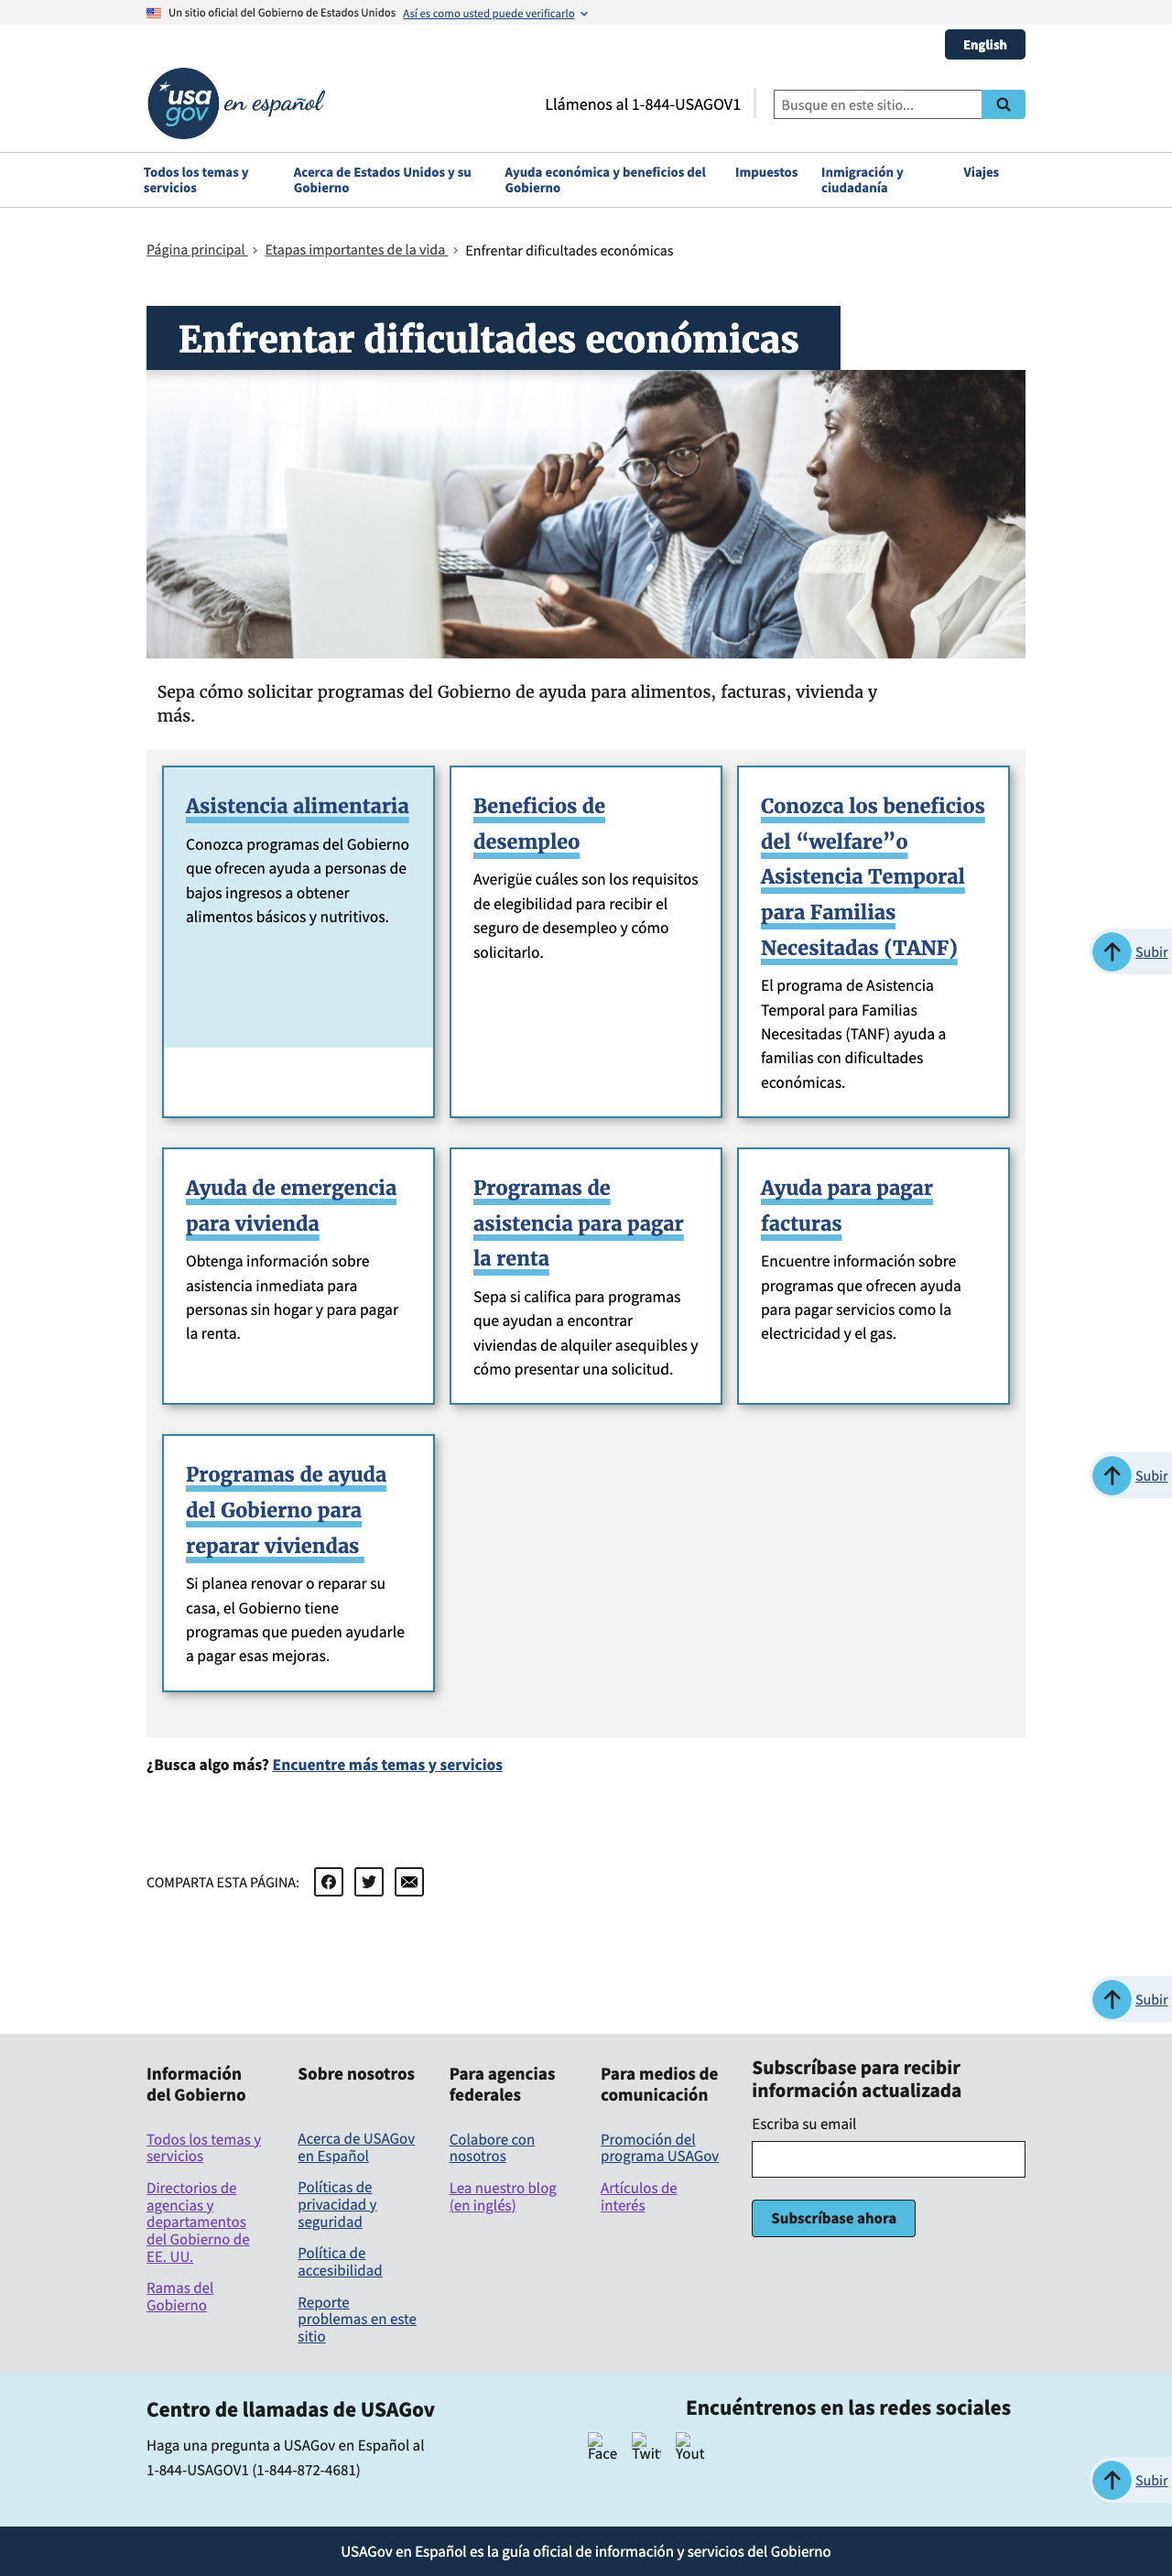 Un sitio oficial del Gobierno de Estados Unidos Así es como usted puede verificarlo
English
usa gov en español
Llámenos al 1-844-USAGOV1
Busque en este sitio...
Todos los temas y servicios
Acerca de Estados Unidos y su Gobierno
Ayuda económica y beneficios del Gobierno
Impuestos
Inmigración y ciudadanía
Viajes
Página principal
Etapas importantes de la vida
Enfrentar dificultades económicas
Enfrentar dificultades económicas
Sepa cómo solicitar programas del Gobierno de ayuda para alimentos, facturas, vivienda y
más.
Asistencia alimentaria
Conozca programas del Gobierno
que ofrecen ayuda a personas de
bajos ingresos a obtener
alimentos básicos y nutritivos.
Beneficios de
desempleo
Averigüe cuáles son los requisitos
de elegibilidad para recibir el
seguro de desempleo y cómo
solicitarlo.
Conozca los beneficios
del “welfare”o
Asistencia Temporal
para Familias
Necesitadas (TANF)
El programa de Asistencia
Temporal para Familias
Necesitadas (TANF) ayuda a
familias con dificultades
económicas.
Ayuda de emergencia
para vivienda
Obtenga información sobre
asistencia inmediata para
personas sin hogar y para pagar
la renta.
Programas de
asistencia para pagar
la renta
Sepa si califica para programas
que ayudan a encontrar
viviendas de alquiler asequibles y
cómo presentar una solicitud.
Ayuda para pagar
facturas
Encuentre información sobre
programas que ofrecen ayuda
para pagar servicios como la
electricidad y el gas.
Programas de ayuda
del Gobierno para
reparar viviendas
Si planea renovar o reparar su
casa, el Gobierno tiene
programas que pueden ayudarle
a pagar esas mejoras.
Subir
Subir
¿Busca algo más? Encuentre más temas y servicios
COMPARTA ESTA PÁGINA:
Subir
Información
del Gobierno
Todos los temas y
servicios
Directorios de
agencias y
departamentos
del Gobierno de
EE. UU.
Ramas del
Gobierno
Sobre nosotros
Acerca de USAGov
en Español
Políticas de
privacidad y
seguridad
Política de
accesibilidad
Reporte
problemas en este
sitio
Para agencias
federales
Colabore con
nosotros
Lea nuestro blog
(en inglés)
Para medios de
comunicación
Promoción del
programa USAGov
Artículos de
interés
Subscríbase para recibir
información actualizada
Escriba su email
Subscríbase ahora
Centro de llamadas de USAGov
Haga una pregunta a USAGov en Español al
1-844-USAGOV1 (1-844-872-4681)
Encuéntrenos en las redes sociales
Face
Twit
Yout
Subir
USAGov en Español es la guía oficial de información y servicios del Gobierno